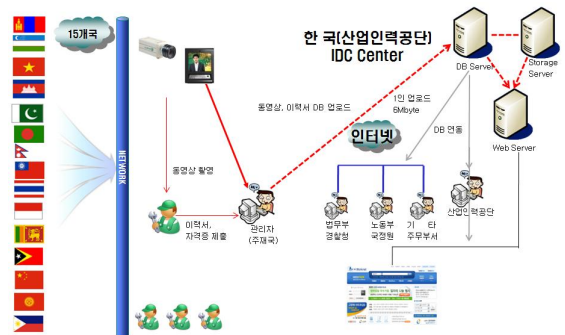 15개국
한 국(산업인력공단)
IDC Center
DB Server
Storage
Server
동영상, 이력서 DB 업로드
1인 업로드
6Mbyte
인터넷
DB 연동
Web Server
NETWORK
동영상 촬영
이력서,
자격증 제출
관리자
(주재국)
법무부
경찰청
노동부
국정원
기 타
주무부서
산업인력공단